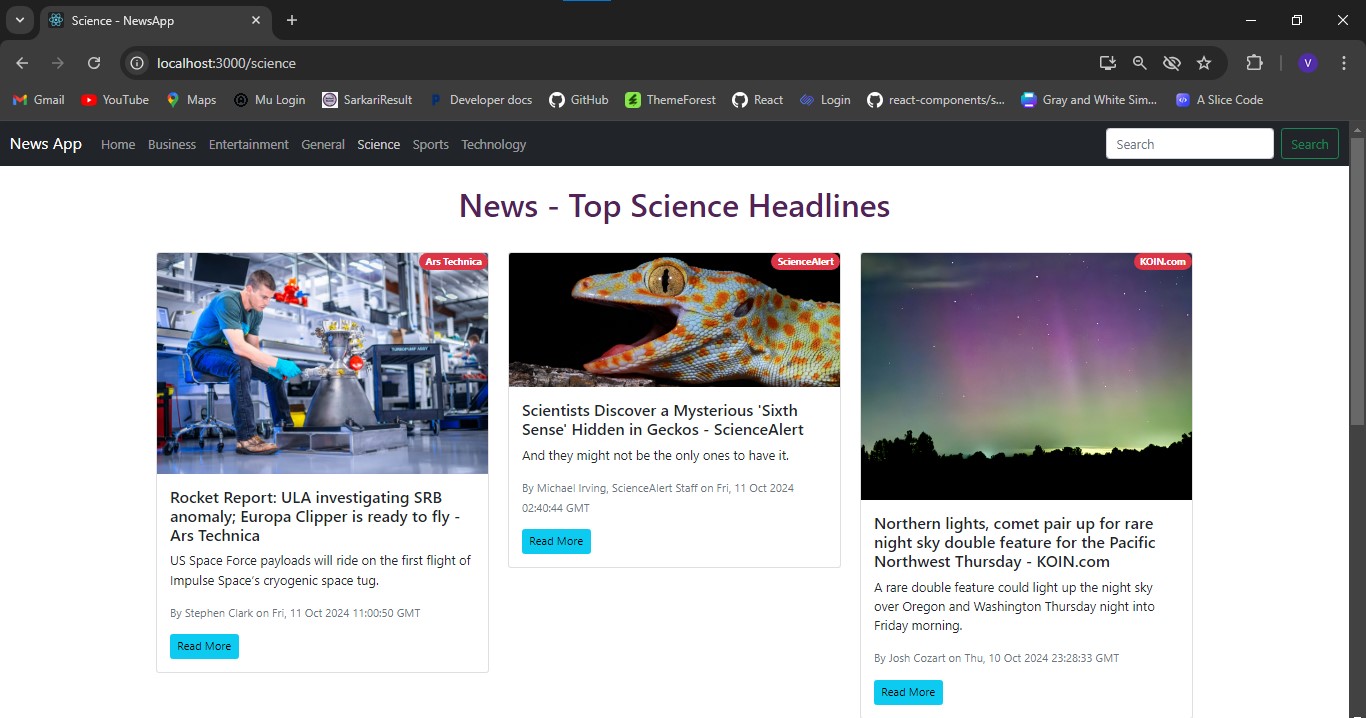 Science - NewsApp
localhost:3000/science
Gmail YouTube Maps Mu Login SarkariResult Developer docs GitHub ThemeForest React Login react-components/s... Gray and White Sim... A Slice Code
News App Home Business Entertainment General Science Sports Technology Search Search
News - Top Science Headlines
Ars Technica
Rocket Report: ULA investigating SRB
anomaly; Europa Clipper is ready to fly -
Ars Technica
US Space Force payloads will ride on the first flight of
Impulse Space's cryogenic space tug.
By Stephen Clark on Fri, 11 Oct 2024 11:00:50 GMT
Read More
ScienceAlert
Scientists Discover a Mysterious 'Sixth
Sense' Hidden in Geckos - ScienceAlert
And they might not be the only ones to have it.
By Michael Irving, ScienceAlert Staff on Fri, 11 Oct 2024
02:40:44 GMT
Read More
KOIN.com
Northern lights, comet pair up for rare
night sky double feature for the Pacific
Northwest Thursday - KOIN.com
A rare double feature could light up the night sky
over Oregon and Washington Thursday night into
Friday morning.
By Josh Cozart on Thu, 10 Oct 2024 23:28:33 GMT
Read More